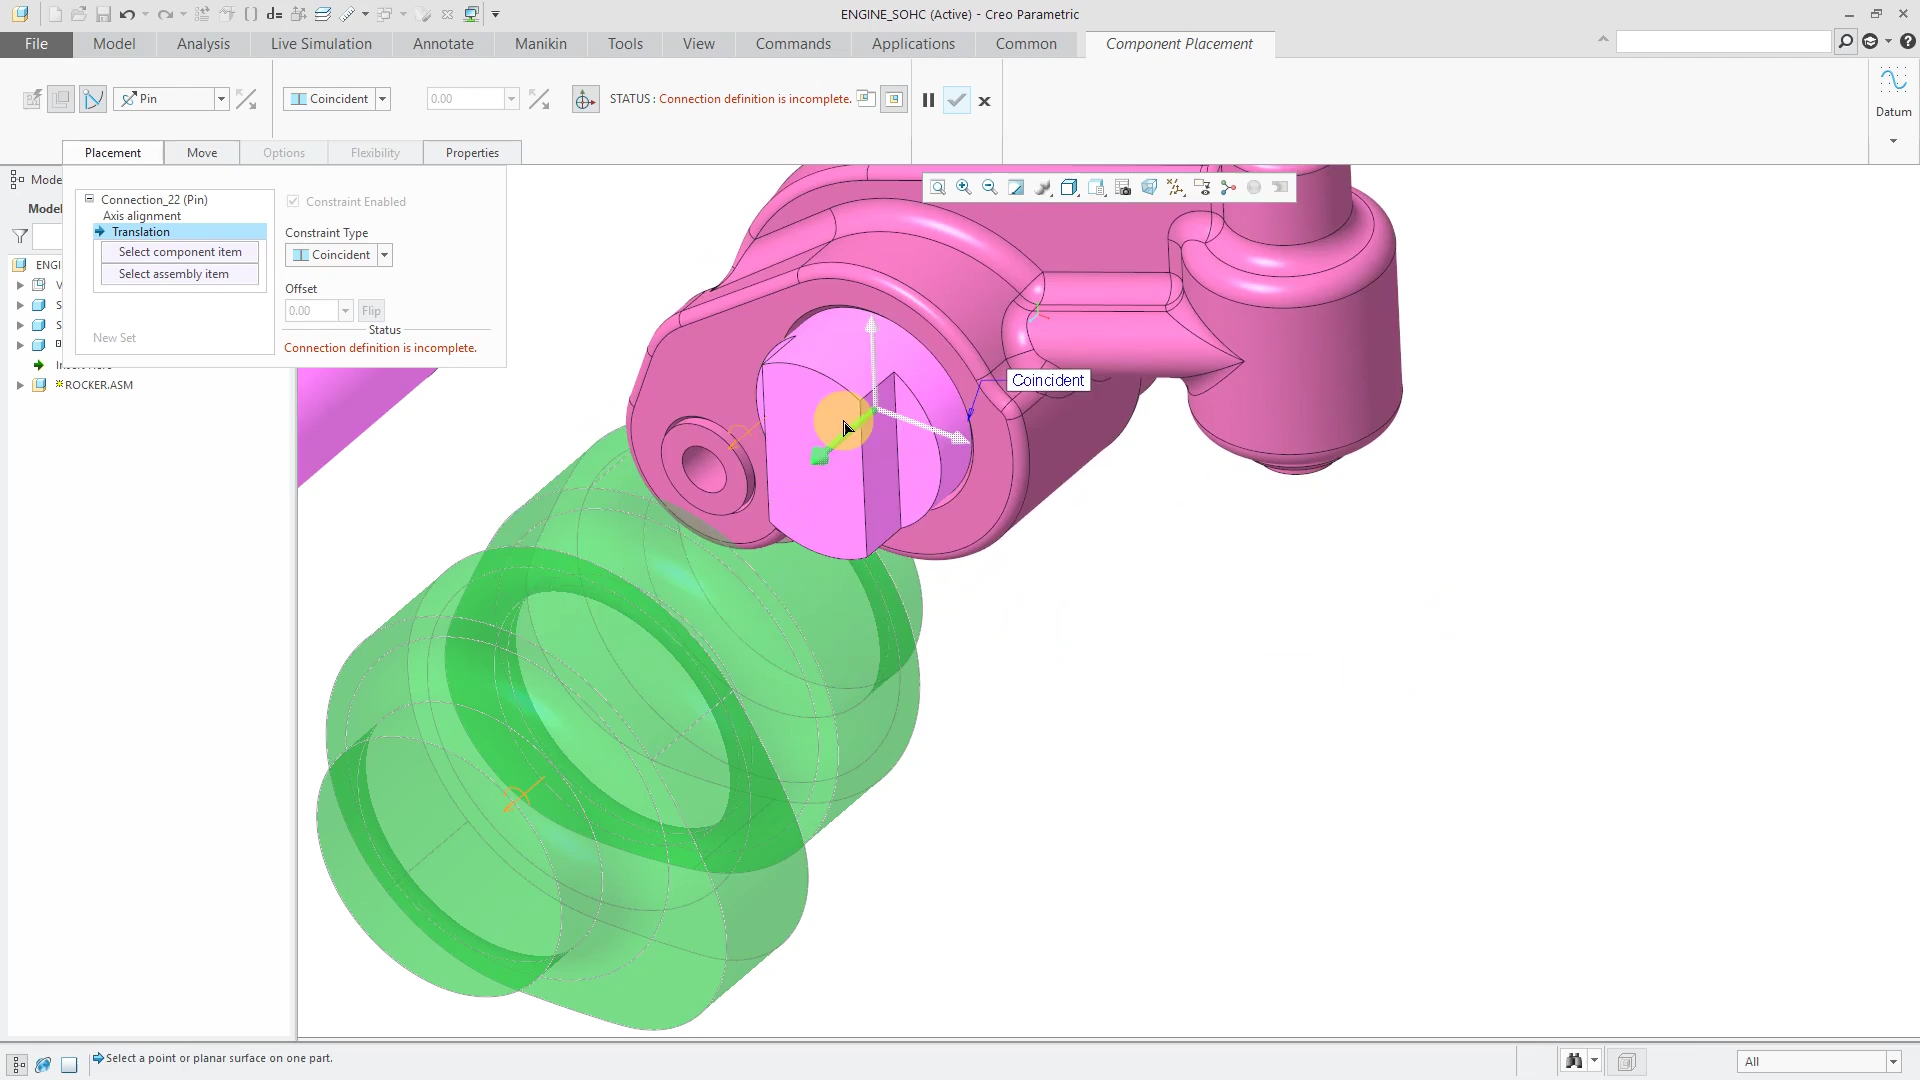 ENGINE_SOHC (Active) - Creo Parametric
File Model Analysis Live Simulation Annotate Manikin Tools View Commands Applications Common Component Placement
Pin Coincident 0.00 STATUS : Connection definition is incomplete.
Datum
Placement Move Options Flexibility Properties
Mode
Connection_22 (Pin)
Axis alignment
Translation
Select component item
Select assembly item
New Set
Constraint Enabled
Constraint Type
Coincident
Offset
0.00 Flip
Status
Connection definition is incomplete.
Model
ENGI
ROCKER.ASM
Coincident
Select a point or planar surface on one part.
All